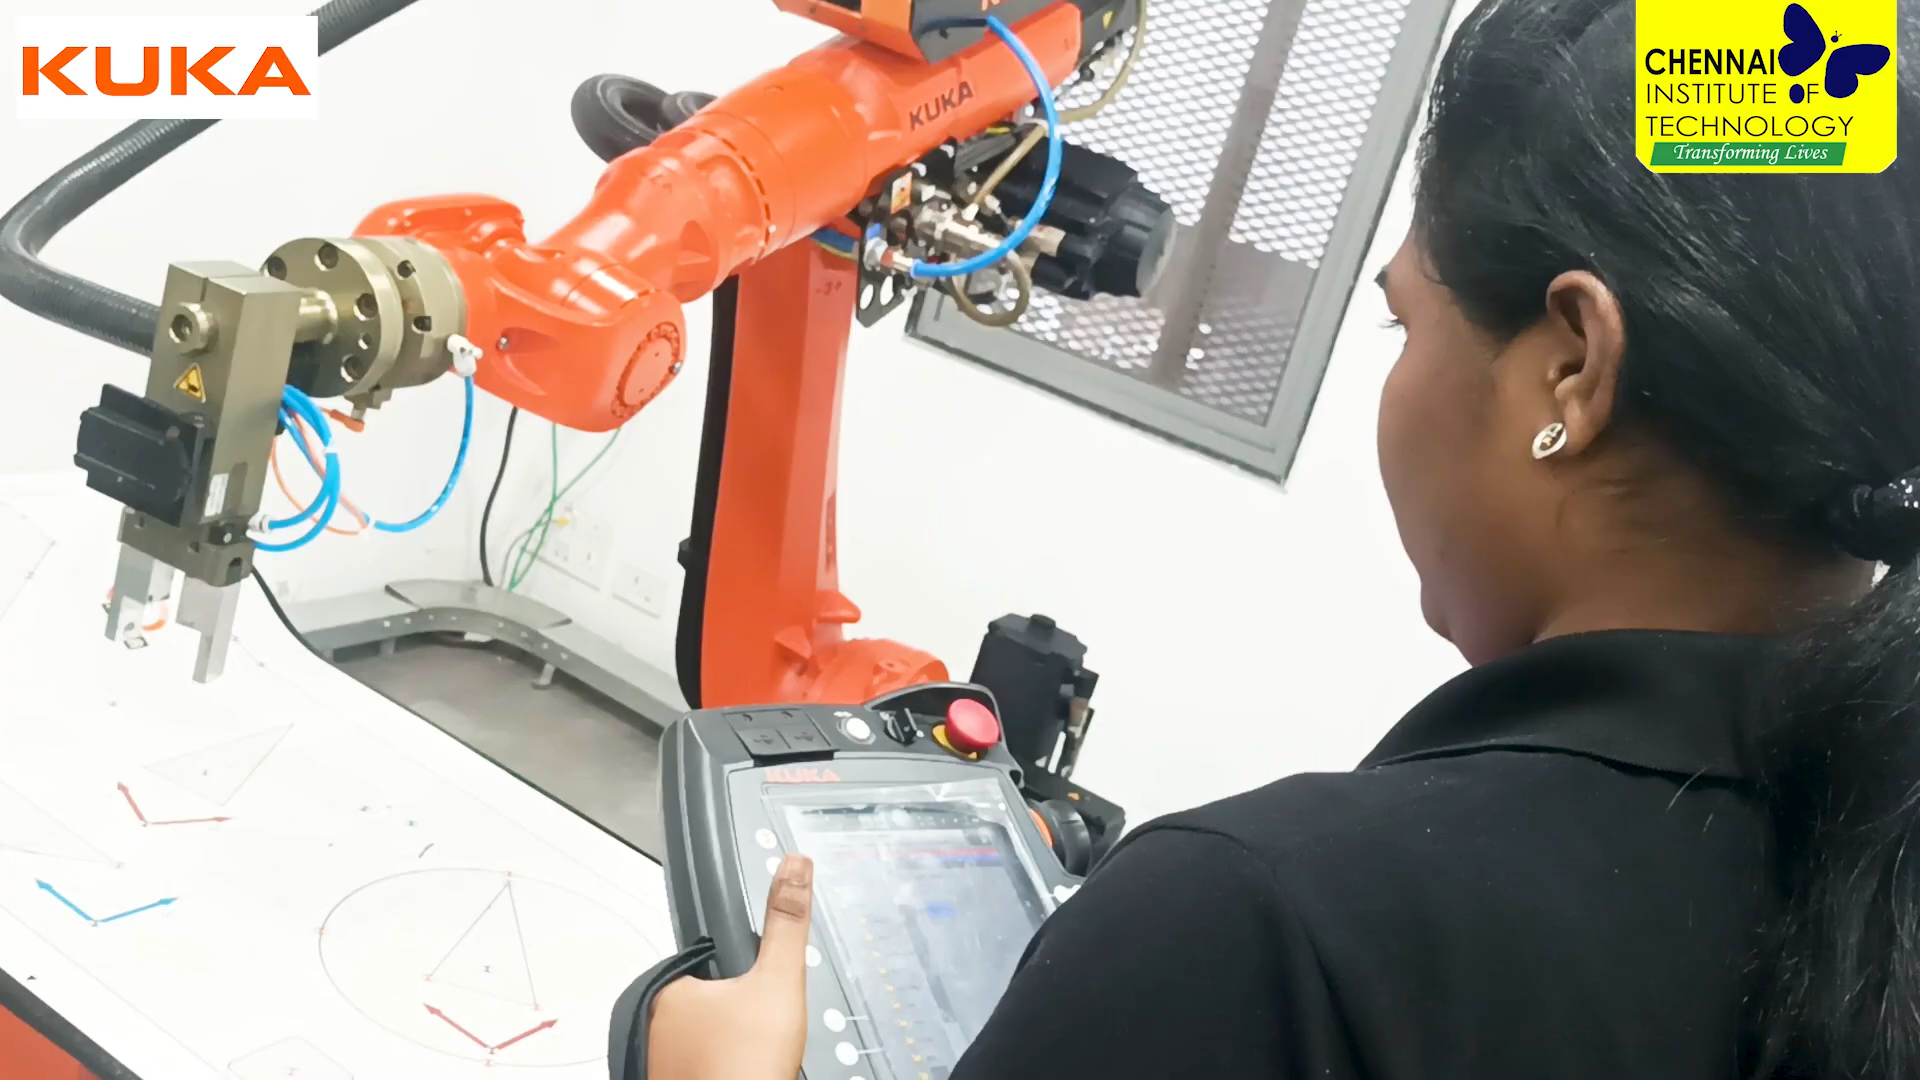 KUKA
KUKA
CHENNAI
INSTITUTE OF
TECHNOLOGY
Transforming Lives
KUKA